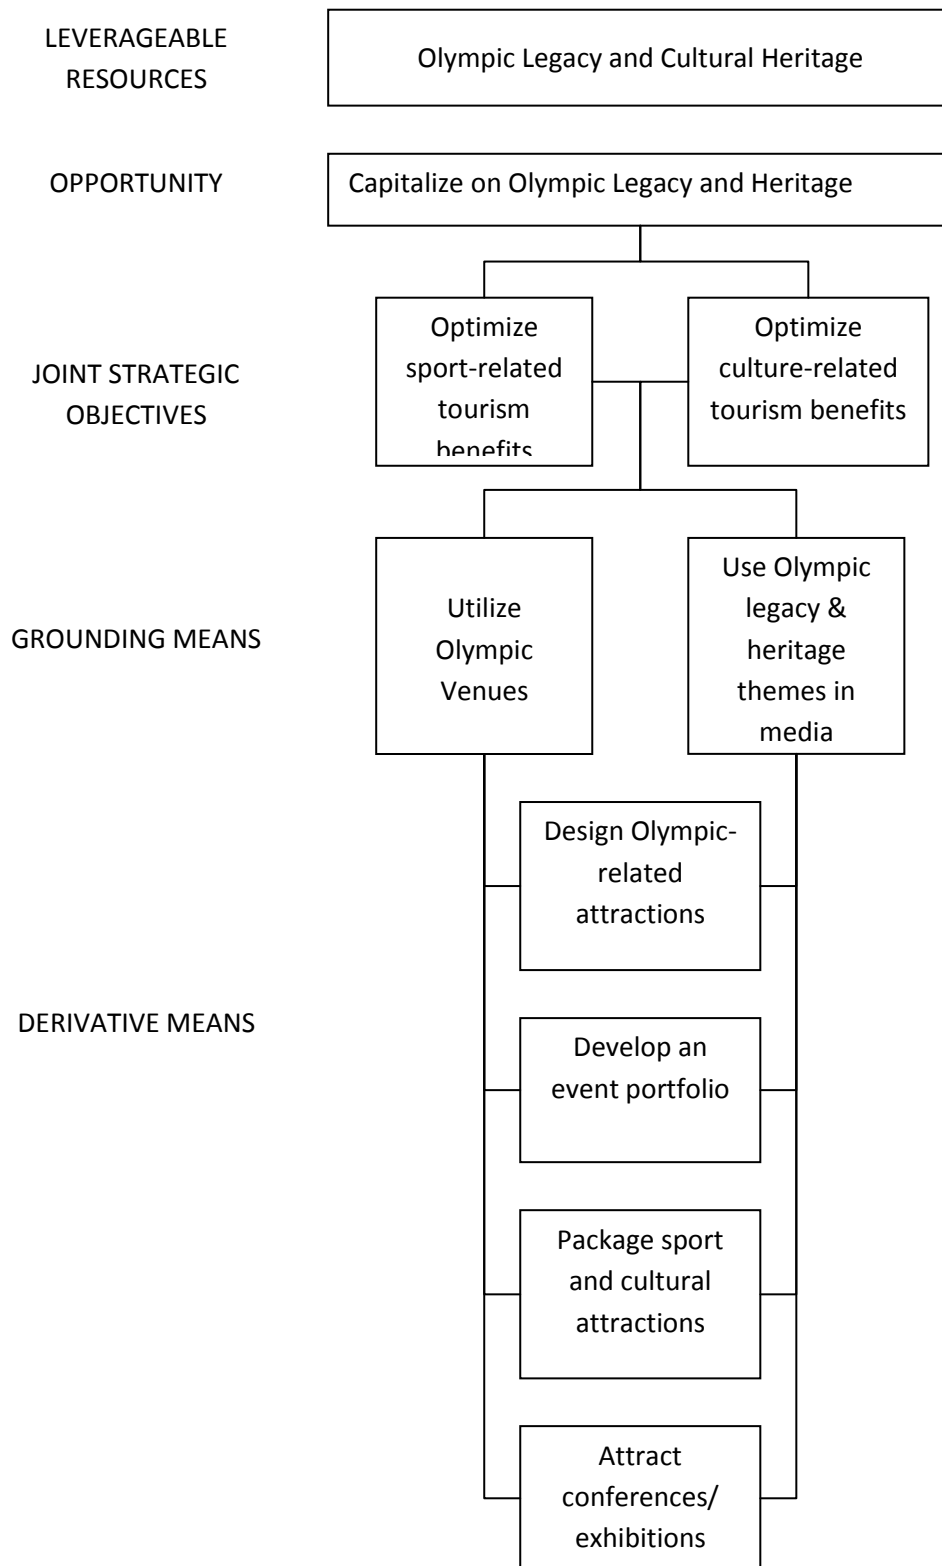 LEVERAGEABLE
RESOURCES
Olympic Legacy and Cultural Heritage
OPPORTUNITY
Capitalize on Olympic Legacy and Heritage
JOINT STRATEGIC
OBJECTIVES
Optimize
sport-related
tourism
benefits
Optimize
culture-related
tourism benefits
GROUNDING MEANS
Utilize
Olympic
Venues
Use Olympic
legacy &
heritage
themes in
media
DERIVATIVE MEANS
Design Olympic-
related
attractions
Develop an
event portfolio
Package sport
and cultural
attractions
Attract
conferences/
exhibitions